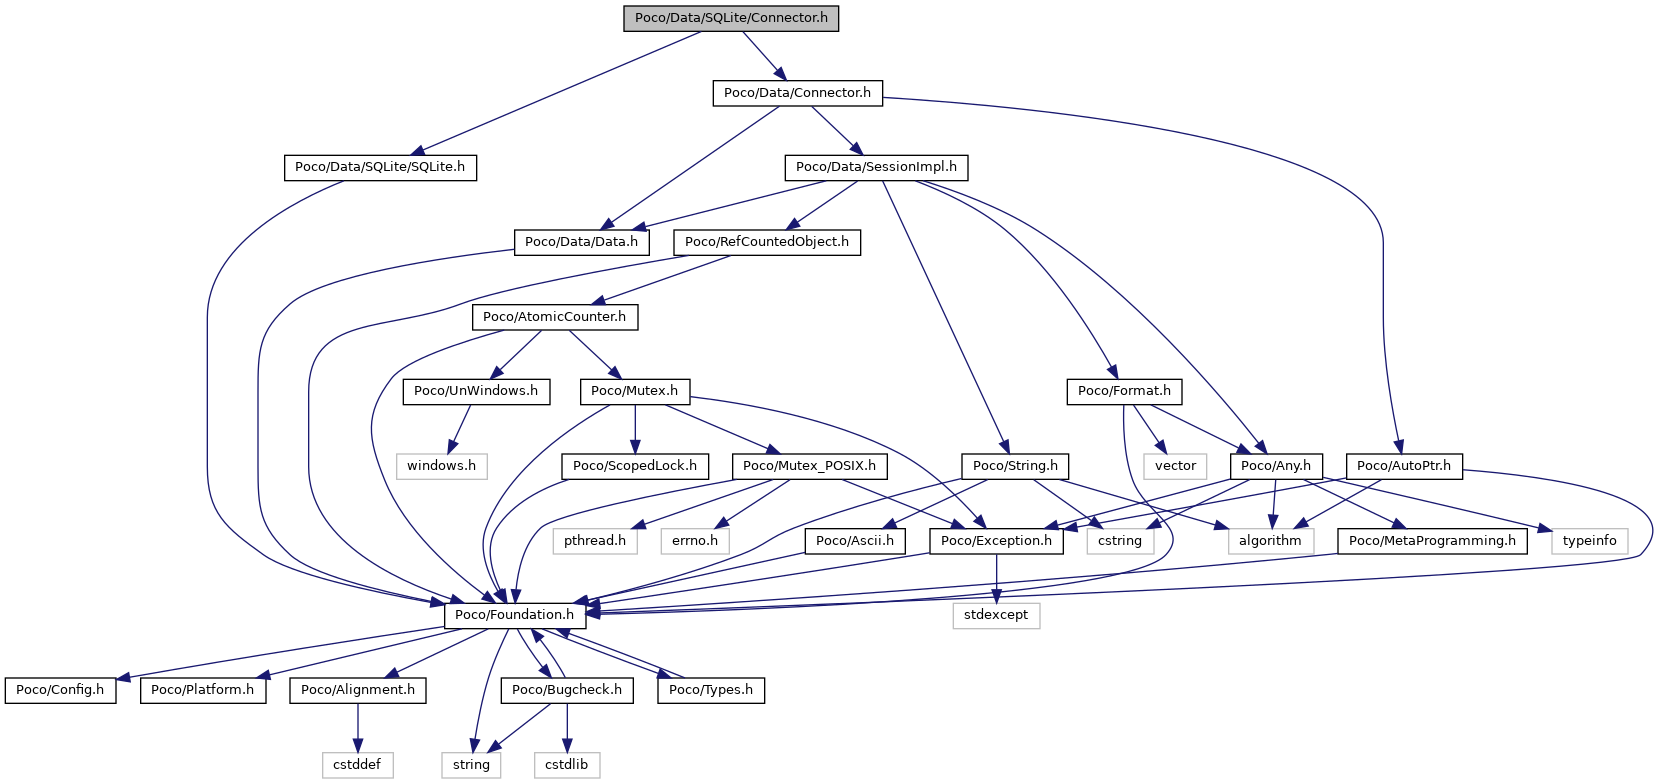 Poco/Data/SQLite/Connector.h
Poco/Data/Connector.h
Poco/Data/SQLite/SQLite.h
Poco/Data/SessionImpl.h
Poco/Data/Data.h
Poco/RefCountedObject.h
Poco/AtomicCounter.h
Poco/UnWindows.h
Poco/Mutex.h
Poco/Format.h
windows.h
Poco/ScopedLock.h
Poco/Mutex_POSIX.h
Poco/String.h
vector
Poco/Any.h
Poco/AutoPtr.h
pthread.h
errno.h
Poco/Ascii.h
Poco/Exception.h
cstring
algorithm
Poco/MetaProgramming.h
typeinfo
Poco/Foundation.h
stdexcept
Poco/Config.h
Poco/Platform.h
Poco/Alignment.h
Poco/Bugcheck.h
Poco/Types.h
cstddef
string
cstdlib